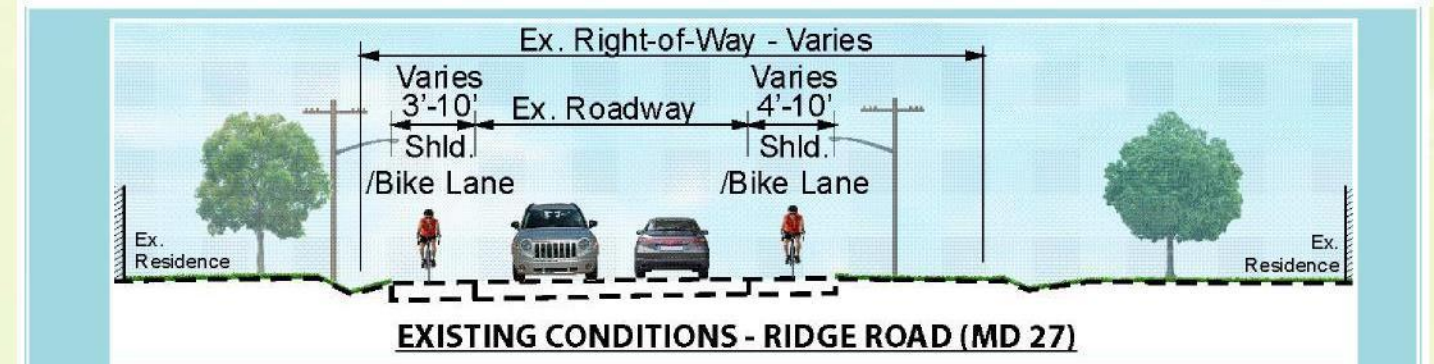 Ex. Right-of-Way - Varies
Varies
3'-10'
Ex. Roadway
Varies
4'-10'
Shld.
/Bike Lane
Shld.
/Bike Lane
Ex.
Residence
Ex.
Residence
EXISTING CONDITIONS - RIDGE ROAD (MD 27)